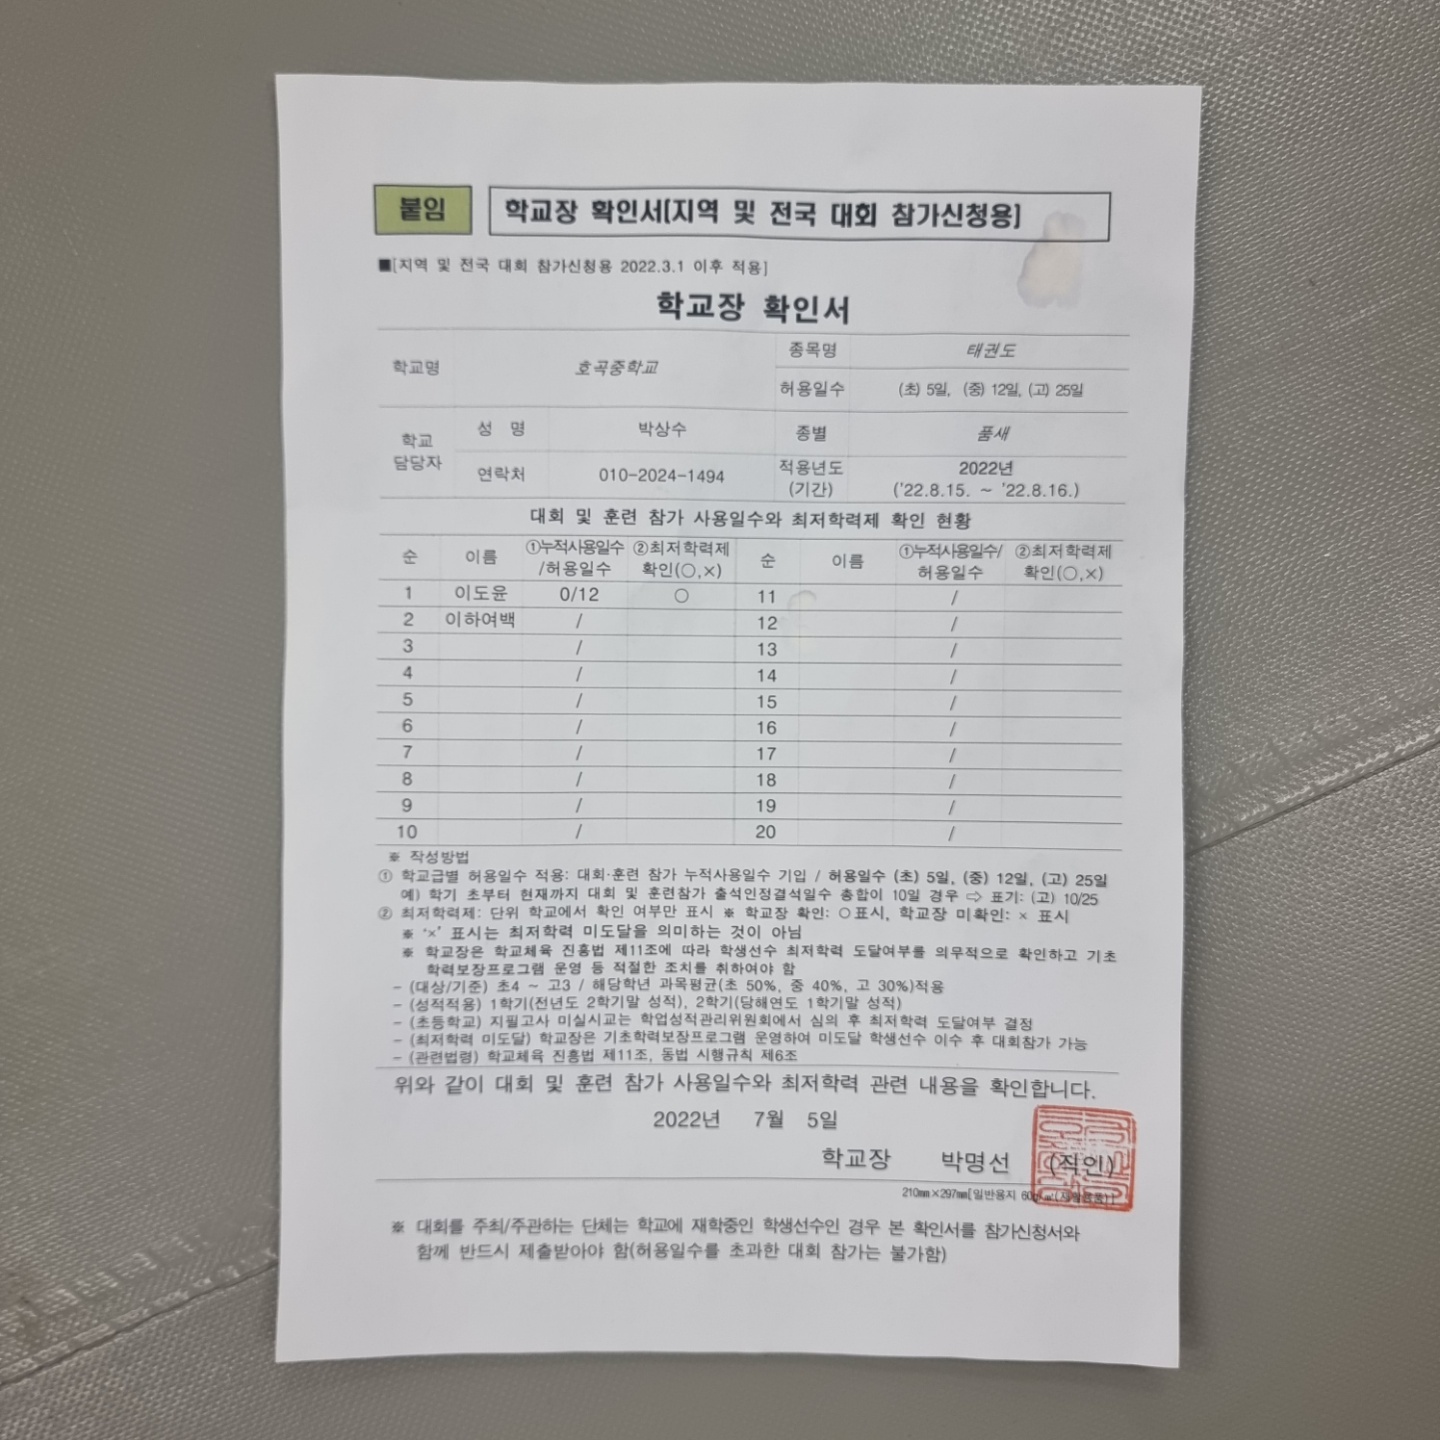 붙임
학교장 확인서[지역 및 전국 대회 참가신청용]
■[지역 및 전국 대회 참가신청용 2022.3.1 이후 적용]
학교장 확인서
학교명 호곡중학교 종목명 태권도
허용일수 (초) 5일, (중) 12일, (고) 25일
학교 담당자 성 명 박상수 종별 품새
연락처 010-2024-1494 적용년도 (기간) 2022년 ('22.8.15. ~ '22.8.16.)
대회 및 훈련 참가 사용일수와 최저학력제 확인 현황
순 이름 ①누적사용일수 /허용일수 ②최저학력제 확인(○,×) 순 이름 ①누적사용일수/ 허용일수 ②최저학력제 확인(○,×)
1 이도윤 0/12 ○ 11 /
2 이하여백 / 12 /
3 / 13 /
4 / 14 /
5 / 15 /
6 / 16 /
7 / 17 /
8 / 18 /
9 / 19 /
10 / 20 /
※ 작성방법
① 학교급별 허용일수 적용: 대회·훈련 참가 누적사용일수 기입 / 허용일수 (초) 5일, (중) 12일, (고) 25일
예) 학기 초부터 현재까지 대회 및 훈련참가 출석인정결석일수 총합이 10일 경우 ⇨ 표기: (고) 10/25
② 최저학력제: 단위 학교에서 확인 여부만 표시 ※ 학교장 확인: ○표시, 학교장 미확인: × 표시
※ '×' 표시는 최저학력 미도달을 의미하는 것이 아님
※ 학교장은 학교체육 진흥법 제11조에 따라 학생선수 최저학력 도달여부를 의무적으로 확인하고 기초
학력보장프로그램 운영 등 적절한 조치를 취하여야 함
- (대상/기준) 초4 ~ 고3 / 해당학년 과목평균(초 50%, 중 40%, 고 30%)적용
- (성적적용) 1학기(전년도 2학기말 성적), 2학기(당해연도 1학기말 성적)
- (초등학교) 지필고사 미실시교는 학업성적관리위원회에서 심의 후 최저학력 도달여부 결정
- (최저학력 미도달) 학교장은 기초학력보장프로그램 운영하여 미도달 학생선수 이수 후 대회참가 가능
- (관련법령) 학교체육 진흥법 제11조, 동법 시행규칙 제6조
위와 같이 대회 및 훈련 참가 사용일수와 최저학력 관련 내용을 확인합니다.
2022년 7월 5일
학교장 박명선 (직인)
210㎜×297㎜[일반용지 60g/㎡(재활용품)]
※ 대회를 주최/주관하는 단체는 학교에 재학중인 학생선수인 경우 본 확인서를 참가신청서와
함께 반드시 제출받아야 함(허용일수를 초과한 대회 참가는 불가함)